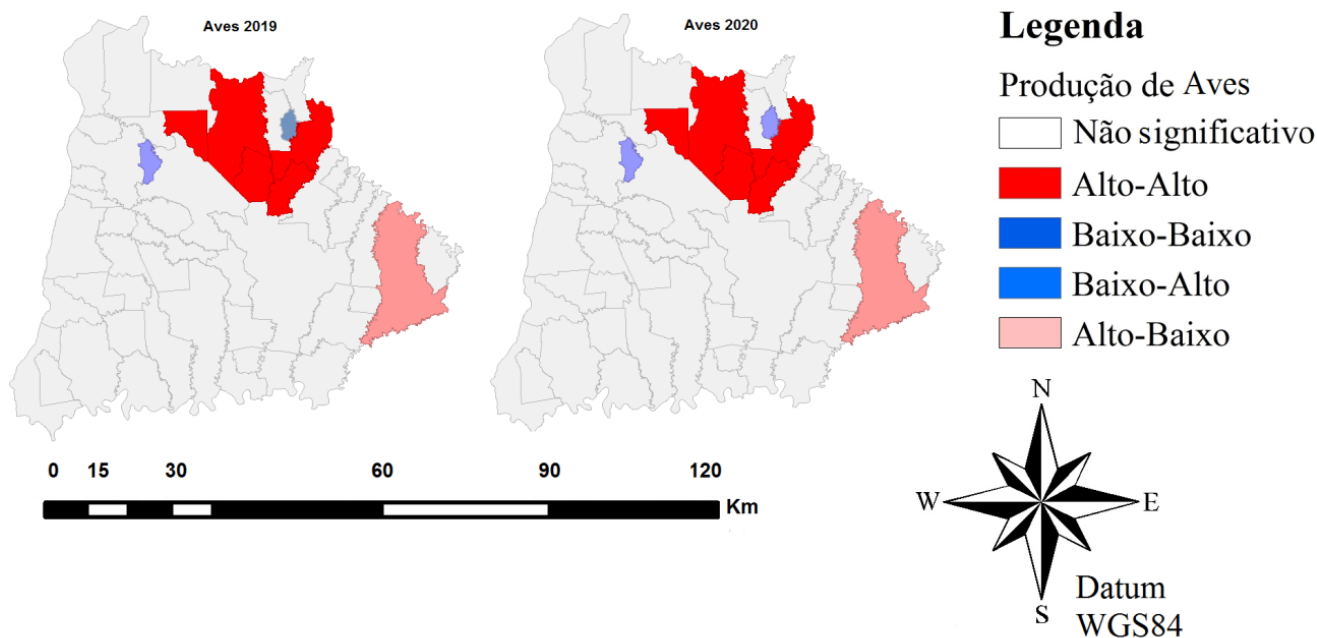 Aves 2019
Aves 2020
Legenda
Produção de Aves
Não significativo
Alto-Alto
Baixo-Baixo
Baixo-Alto
Alto-Baixo
0 15 30 60 90 120
Km
N
W E
S
Datum
WGS84